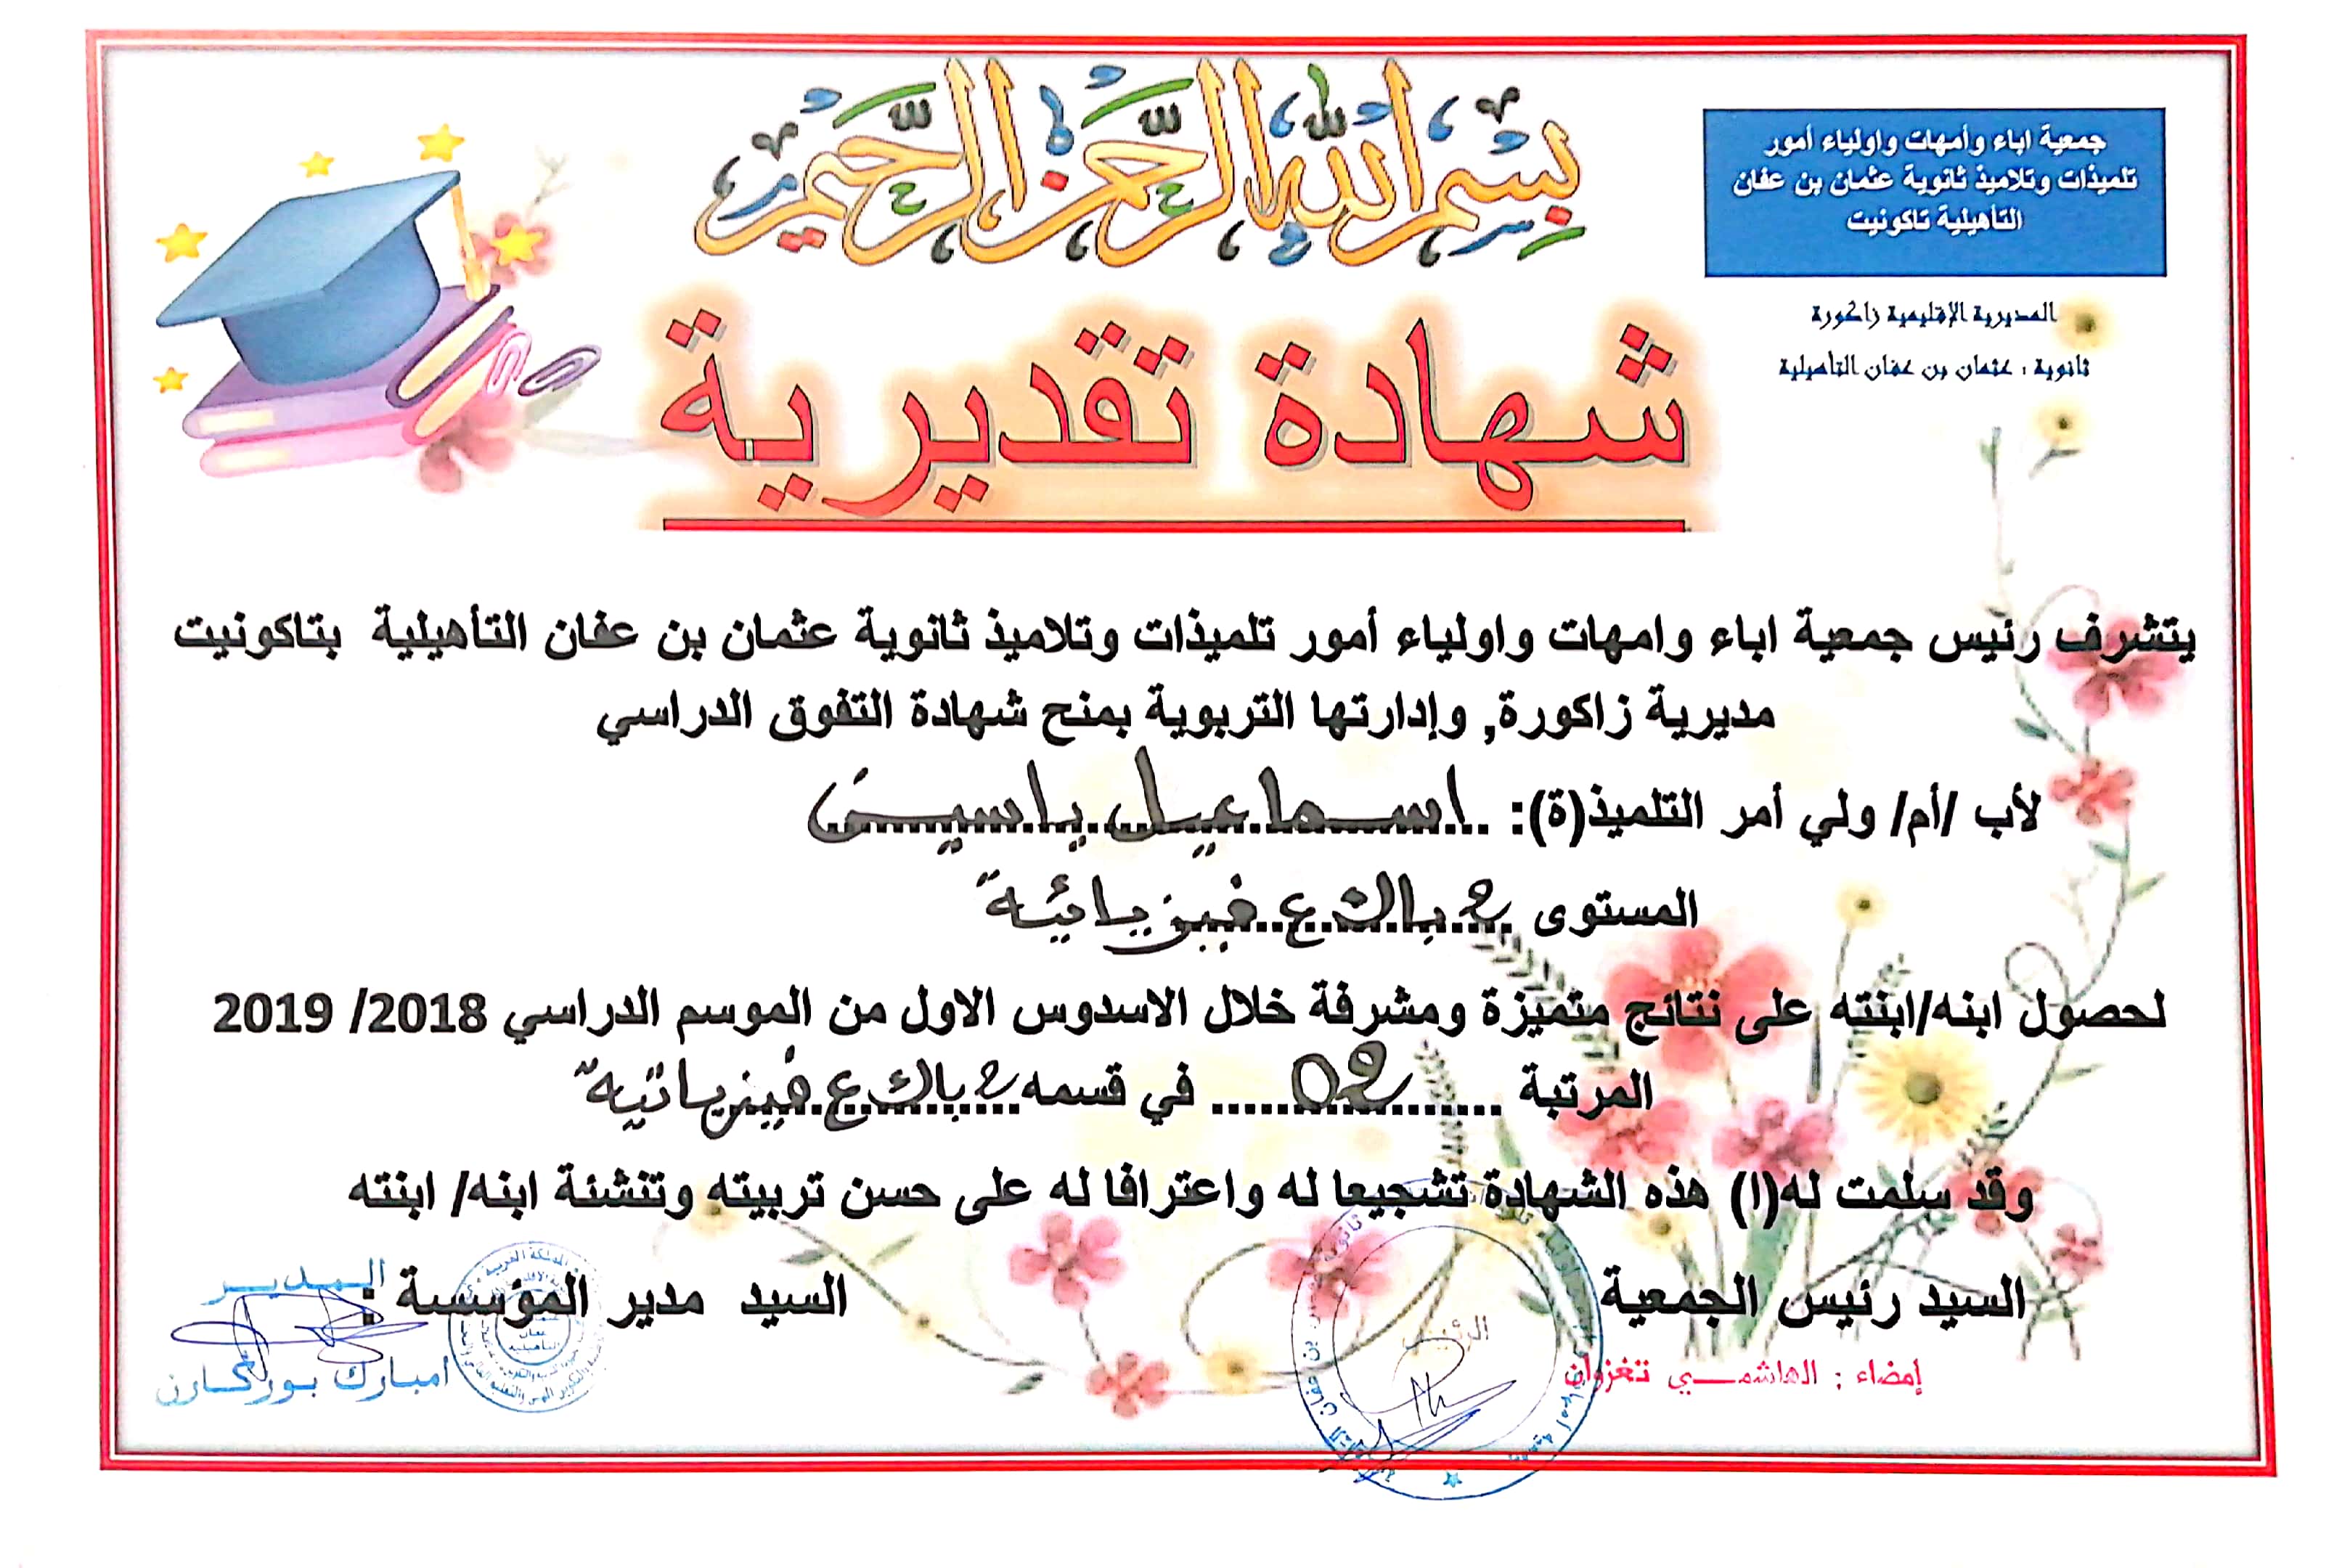 بسم الله الرحمن الرحيم
جمعية اباء وأمهات واولياء أمور
تلميذات وتلاميذ ثانوية عثمان بن عفان
التأهيلية تاكونيت
المديرية الإقليمية زاكورة
ثانوية : عثمان بن عفان التأهيلية
شهادة تقديرية
يتشرف رئيس جمعية اباء وامهات واولياء أمور تلميذات وتلاميذ ثانوية عثمان بن عفان التأهيلية بتاكونيت
مديرية زاكورة, وإدارتها التربوية بمنح شهادة التفوق الدراسي
لأب /أم/ ولي أمر التلميذ(ة): اسماعيل ياسين
المستوى 2 باك ع فيزيائية
لحصول ابنه/ابنته على نتائج متميزة ومشرفة خلال الاسدوس الاول من الموسم الدراسي 2018/ 2019
المرتبة 02 في قسمه 2 باك ع فيزيائية
وقد سلمت له(ا) هذه الشهادة تشجيعا له واعترافا له على حسن تربيته وتنشئة ابنه/ ابنته
السيد رئيس الجمعية
السيد مدير المؤسسة :
المدير
امبارك بوركارن
الرئيس
إمضاء : الهاشمي تغزوان